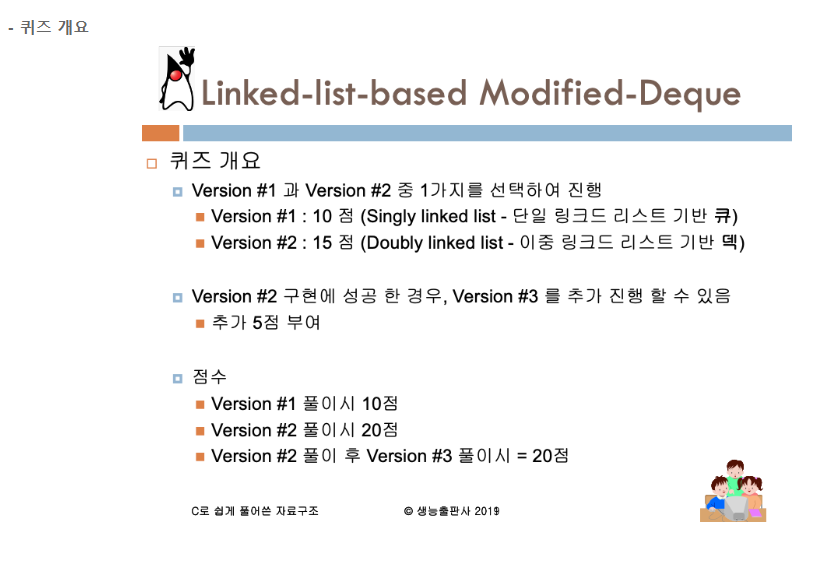 - 퀴즈 개요
Linked-list-based Modified-Deque
퀴즈 개요
Version #1 과 Version #2 중 1가지를 선택하여 진행
Version #1 : 10 점 (Singly linked list - 단일 링크드 리스트 기반 큐)
Version #2 : 15 점 (Doubly linked list - 이중 링크드 리스트 기반 덱)
Version #2 구현에 성공 한 경우, Version #3 를 추가 진행 할 수 있음
추가 5점 부여
점수
Version #1 풀이시 10점
Version #2 풀이시 20점
Version #2 풀이 후 Version #3 풀이시 = 20점
C로 쉽게 풀어쓴 자료구조
© 생능출판사